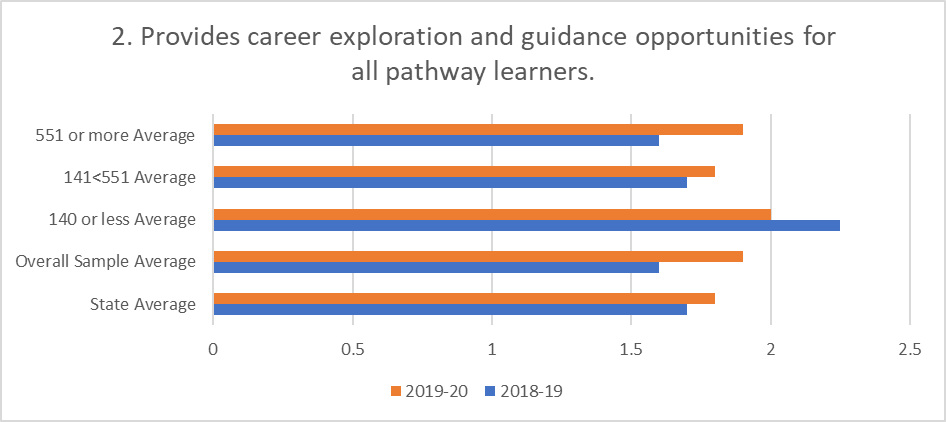 2. Provides career exploration and guidance opportunities for
all pathway learners.
551 or more Average
141<551 Average
140 or less Average
Overall Sample Average
State Average
0 0.5 1 1.5 2 2.5
2019-20 2018-19